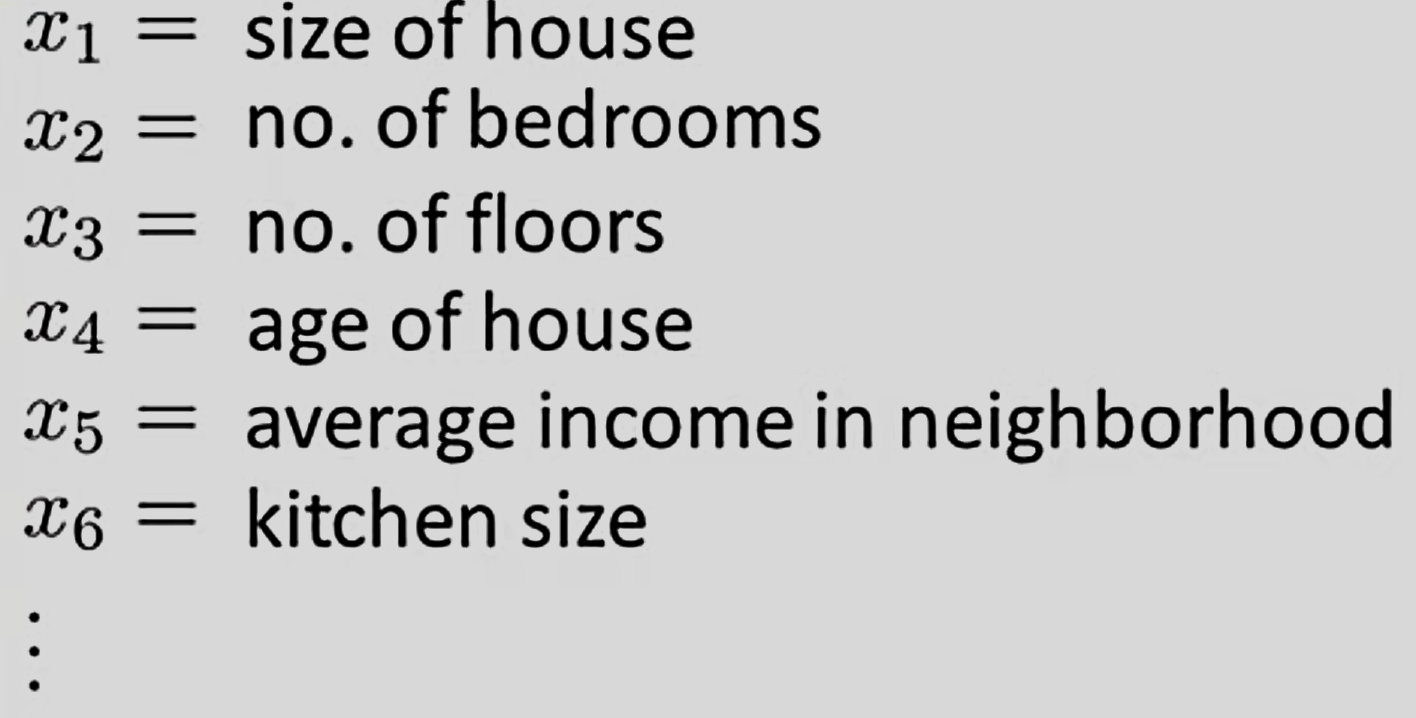 x₁ = size of house
x₂ = no. of bedrooms
x₃ = no. of floors
x₄ = age of house
x₅ = average income in neighborhood
x₆ = kitchen size
⋮